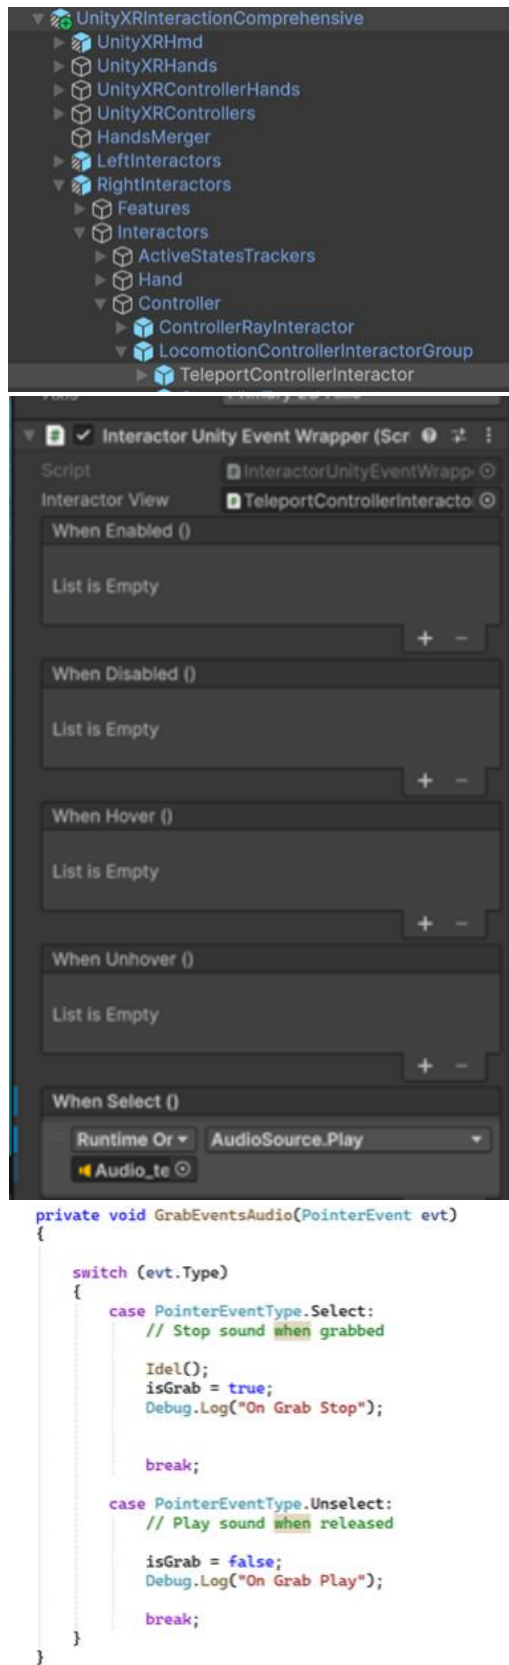 UnityXRInteractionComprehensive
UnityXRHmd
UnityXRHands
UnityXRControllerHands
UnityXRControllers
HandsMerger
LeftInteractors
RightInteractors
Features
Interactors
ActiveStatesTrackers
Hand
Controller
ControllerRayInteractor
LocomotionControllerInteractorGroup
TeleportControllerInteractor
Interactor Unity Event Wrapper (Scr
Script InteractorUnityEventWrapp
Interactor View TeleportControllerInteracto
When Enabled ()
List is Empty
+ −
When Disabled ()
List is Empty
+ −
When Hover ()
List is Empty
+ −
When Unhover ()
List is Empty
+ −
When Select ()
Runtime Or AudioSource.Play
Audio_te
private void GrabEventsAudio(PointerEvent evt)
{
switch (evt.Type)
{
case PointerEventType.Select:
// Stop sound when grabbed
Idel();
isGrab = true;
Debug.Log("On Grab Stop");
break;
case PointerEventType.Unselect:
// Play sound when released
isGrab = false;
Debug.Log("On Grab Play");
break;
}
}